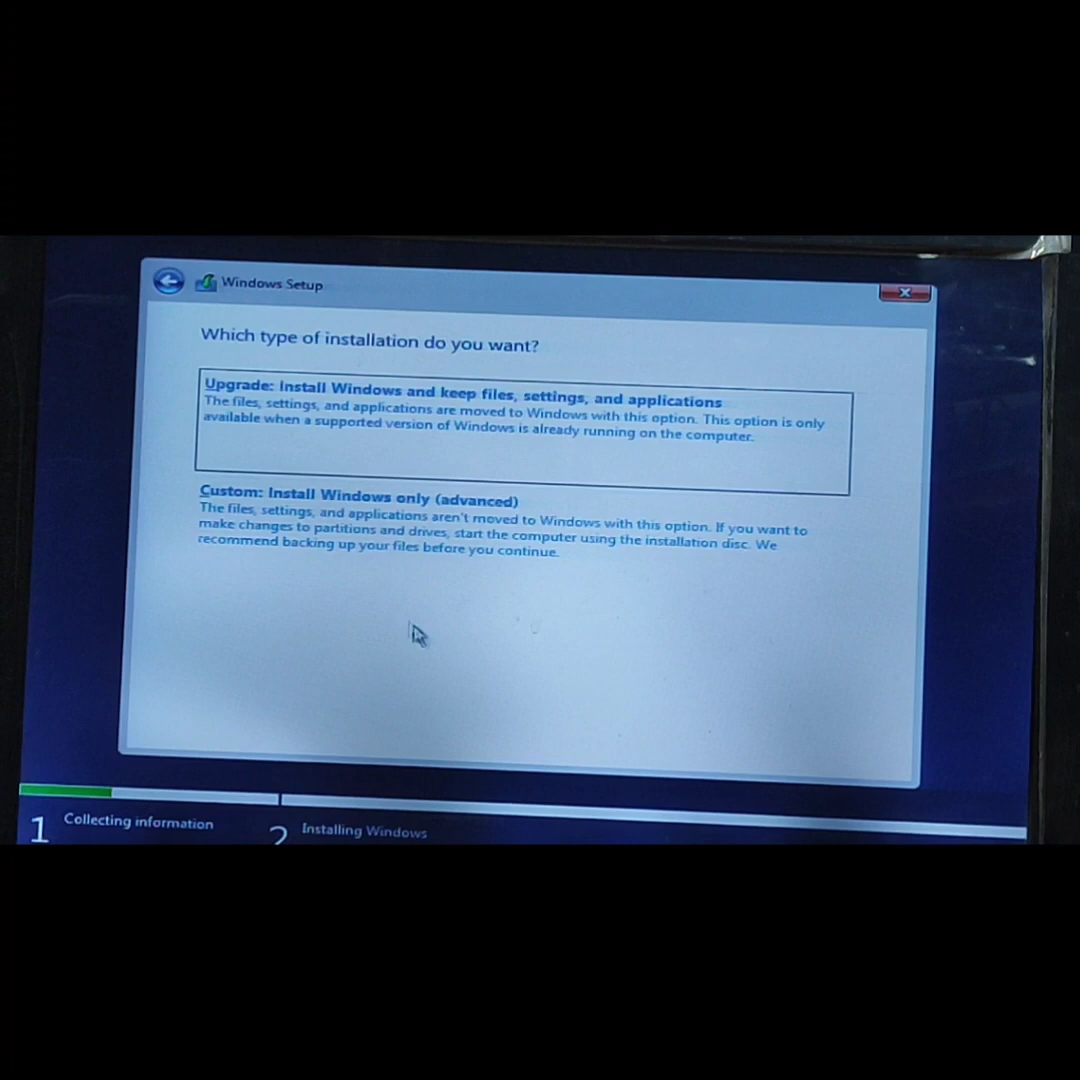 Windows Setup
Which type of installation do you want?
Upgrade: Install Windows and keep files, settings, and applications
The files, settings, and applications are moved to Windows with this option. This option is only
available when a supported version of Windows is already running on the computer.
Custom: Install Windows only (advanced)
The files, settings, and applications aren't moved to Windows with this option. If you want to
make changes to partitions and drives, start the computer using the installation disc. We
recommend backing up your files before you continue.
1 Collecting information
2 Installing Windows